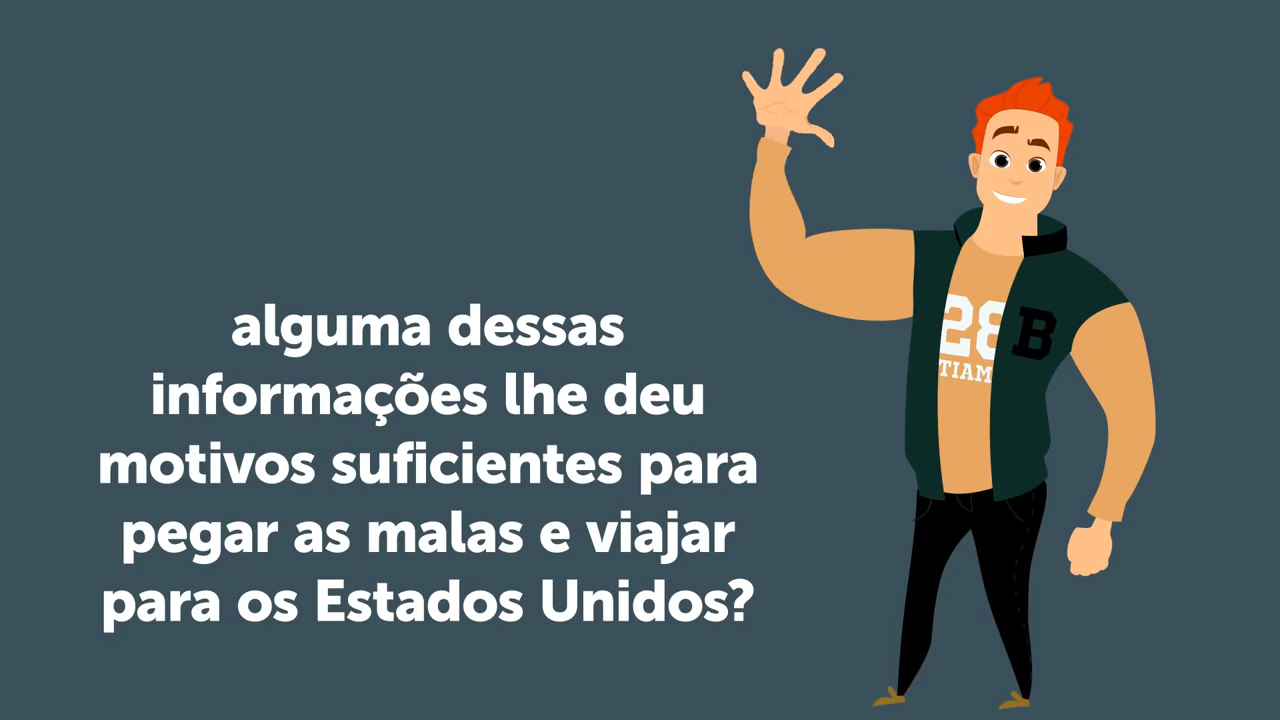 alguma dessas
informações lhe deu
motivos suficientes para
pegar as malas e viajar
para os Estados Unidos?
28
TIAM
B